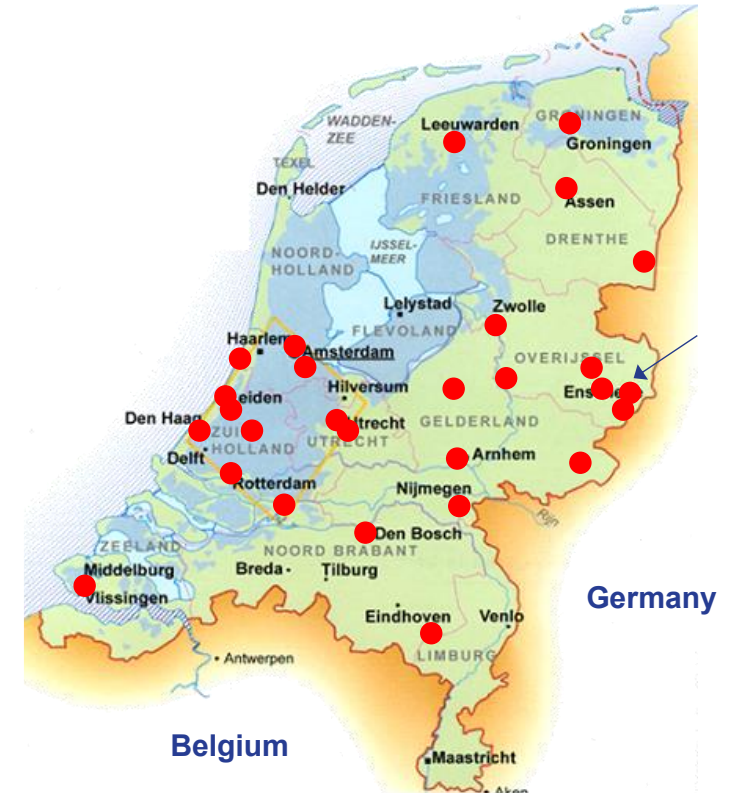 WADDEN-
ZEE
Leeuwarden
GRONINGEN
Groningen
TEXEL
Den Helder
FRIESLAND
Assen
DRENTHE
NOORD-
HOLLAND
IJSSEL-
MEER
Lelystad
Zwolle
FLEVOLAND
Haarlem
Amsterdam
OVERIJSSEL
Hilversum
Leiden
Den Haag
Utrecht
GELDERLAND
ZUI
HOLLAND
UTRECHT
Delft
Arnhem
Rotterdam
Nijmegen
Rijn
Den Bosch
ZEELAND
NOORD BRABANT
Middelburg
Breda
Tilburg
Vlissingen
Germany
Eindhoven
Venlo
LIMBURG
Antwerpen
Belgium
Maastricht
Aken